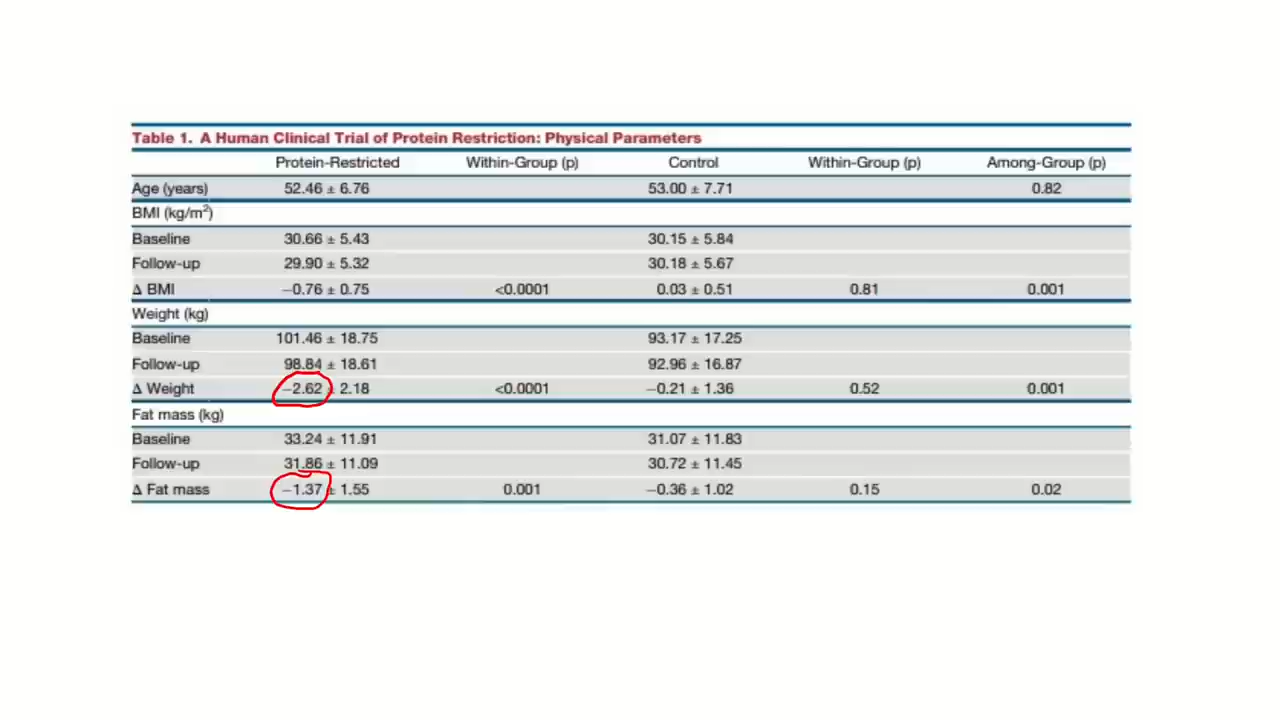 Table 1. A Human Clinical Trial of Protein Restriction: Physical Parameters
Protein-Restricted Within-Group (p) Control Within-Group (p) Among-Group (p)
Age (years) 52.46 ± 6.76 53.00 ± 7.71 0.82
BMI (kg/m²)
Baseline 30.66 ± 5.43 30.15 ± 5.84
Follow-up 29.90 ± 5.32 30.18 ± 5.67
Δ BMI −0.76 ± 0.75 <0.0001 0.03 ± 0.51 0.81 0.001
Weight (kg)
Baseline 101.46 ± 18.75 93.17 ± 17.25
Follow-up 98.84 ± 18.61 92.96 ± 16.87
Δ Weight −2.62 ± 2.18 <0.0001 −0.21 ± 1.36 0.52 0.001
Fat mass (kg)
Baseline 33.24 ± 11.91 31.07 ± 11.83
Follow-up 31.86 ± 11.09 30.72 ± 11.45
Δ Fat mass −1.37 ± 1.55 0.001 −0.36 ± 1.02 0.15 0.02